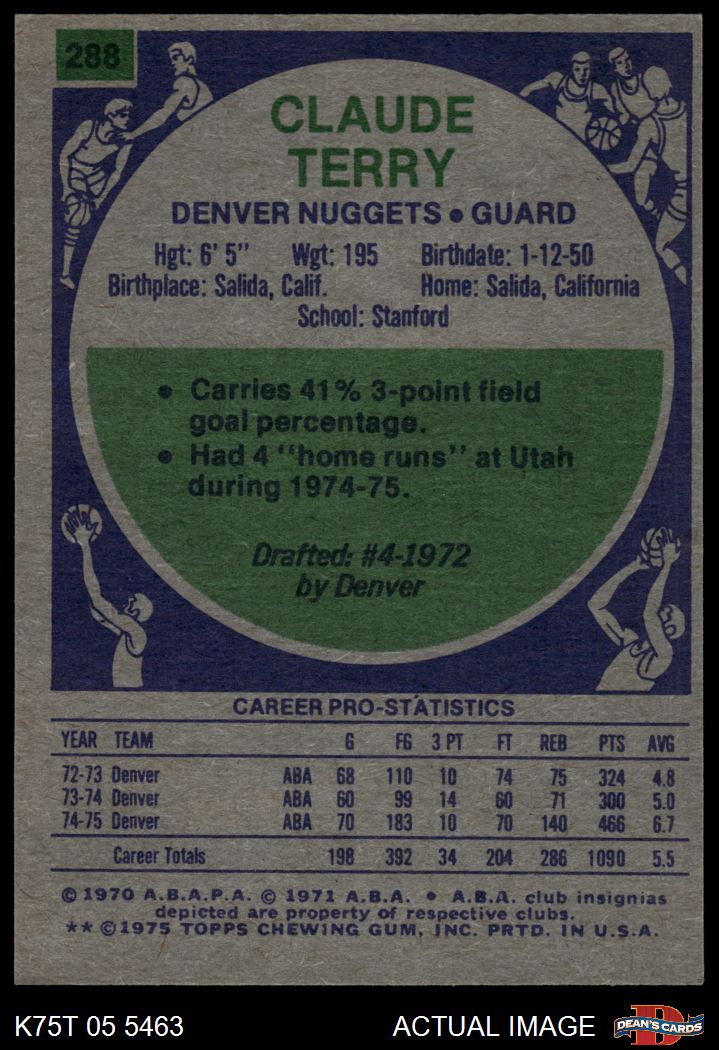 288
CLAUDE
TERRY
DENVER NUGGETS • GUARD
Hgt: 6' 5" Wgt: 195 Birthdate: 1-12-50
Birthplace: Salida, Calif. Home: Salida, California
School: Stanford
• Carries 41% 3-point field
goal percentage.
• Had 4 "home runs" at Utah
during 1974-75.
Drafted: #4-1972
by Denver
CAREER PRO-STATISTICS
YEAR TEAM G FG 3 PT FT REB PTS AVG
72-73 Denver ABA 68 110 10 74 75 324 4.8
73-74 Denver ABA 60 99 14 60 71 300 5.0
74-75 Denver ABA 70 183 10 70 140 466 6.7
Career Totals 198 392 34 204 286 1090 5.5
© 1970 A.B.A.P.A. © 1971 A.B.A. • A.B.A. club insignias
depicted are property of respective clubs.
** © 1975 TOPPS CHEWING GUM, INC. PRTD. IN U.S.A.
K75T 05 5463 ACTUAL IMAGE D DEAN'S CARDS